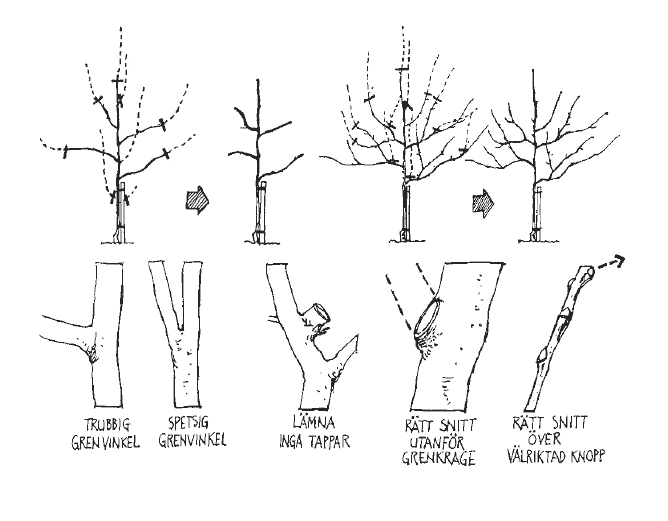 TRUBBIG
GRENVINKEL
SPETSIG
GRENVINKEL
LÄMNA
INGA TAPPAR
RÄTT SNITT
UTANFÖR
GRENKRAGE
RÄTT SNITT
ÖVER
VÄLRIKTAD KNOPP